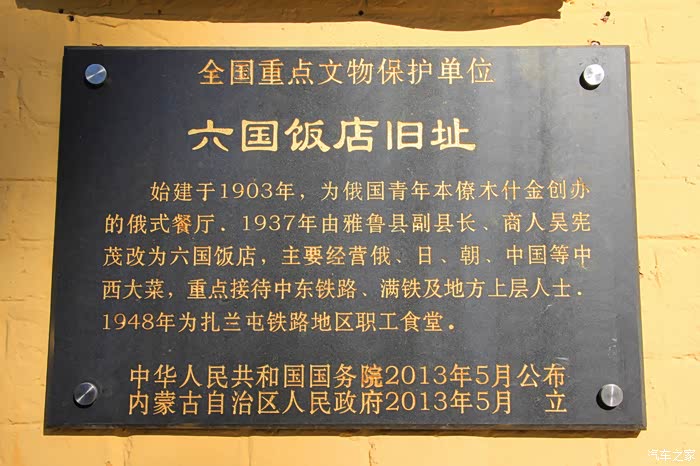 全国重点文物保护单位
六国饭店旧址
始建于1903年，为俄国青年本僚木什金创办
的俄式餐厅．1937年由雅鲁县副县长、商人吴宪
茂改为六国饭店，主要经营俄、日、朝、中国等中
西大菜，重点接待中东铁路、满铁及地方上层人士．
1948年为扎兰屯铁路地区职工食堂。
中华人民共和国国务院2013年5月公布
内蒙古自治区人民政府2013年5月 立
汽车之家